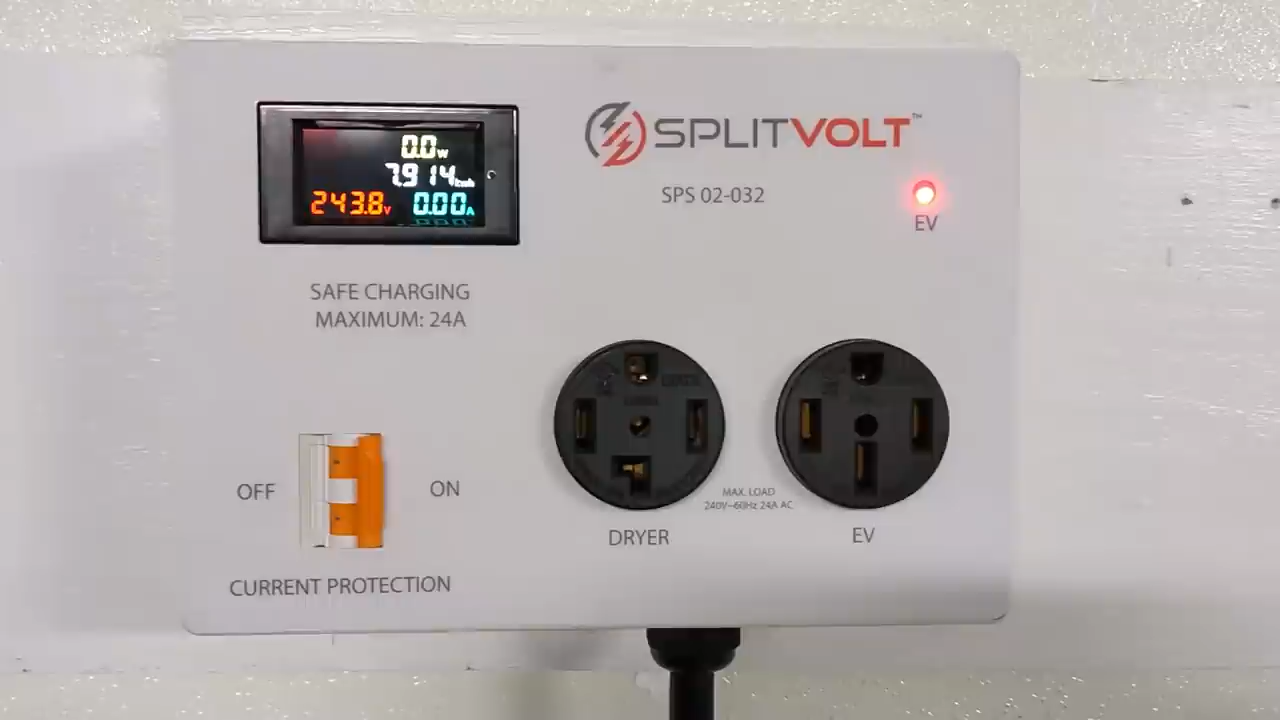 0.0W
7.914kWh
243.8V 0.00A
SPLITVOLT™
SPS 02-032
EV
SAFE CHARGING
MAXIMUM: 24A
OFF
ON
CURRENT PROTECTION
MAX. LOAD
240V~60Hz 24A AC
DRYER
EV